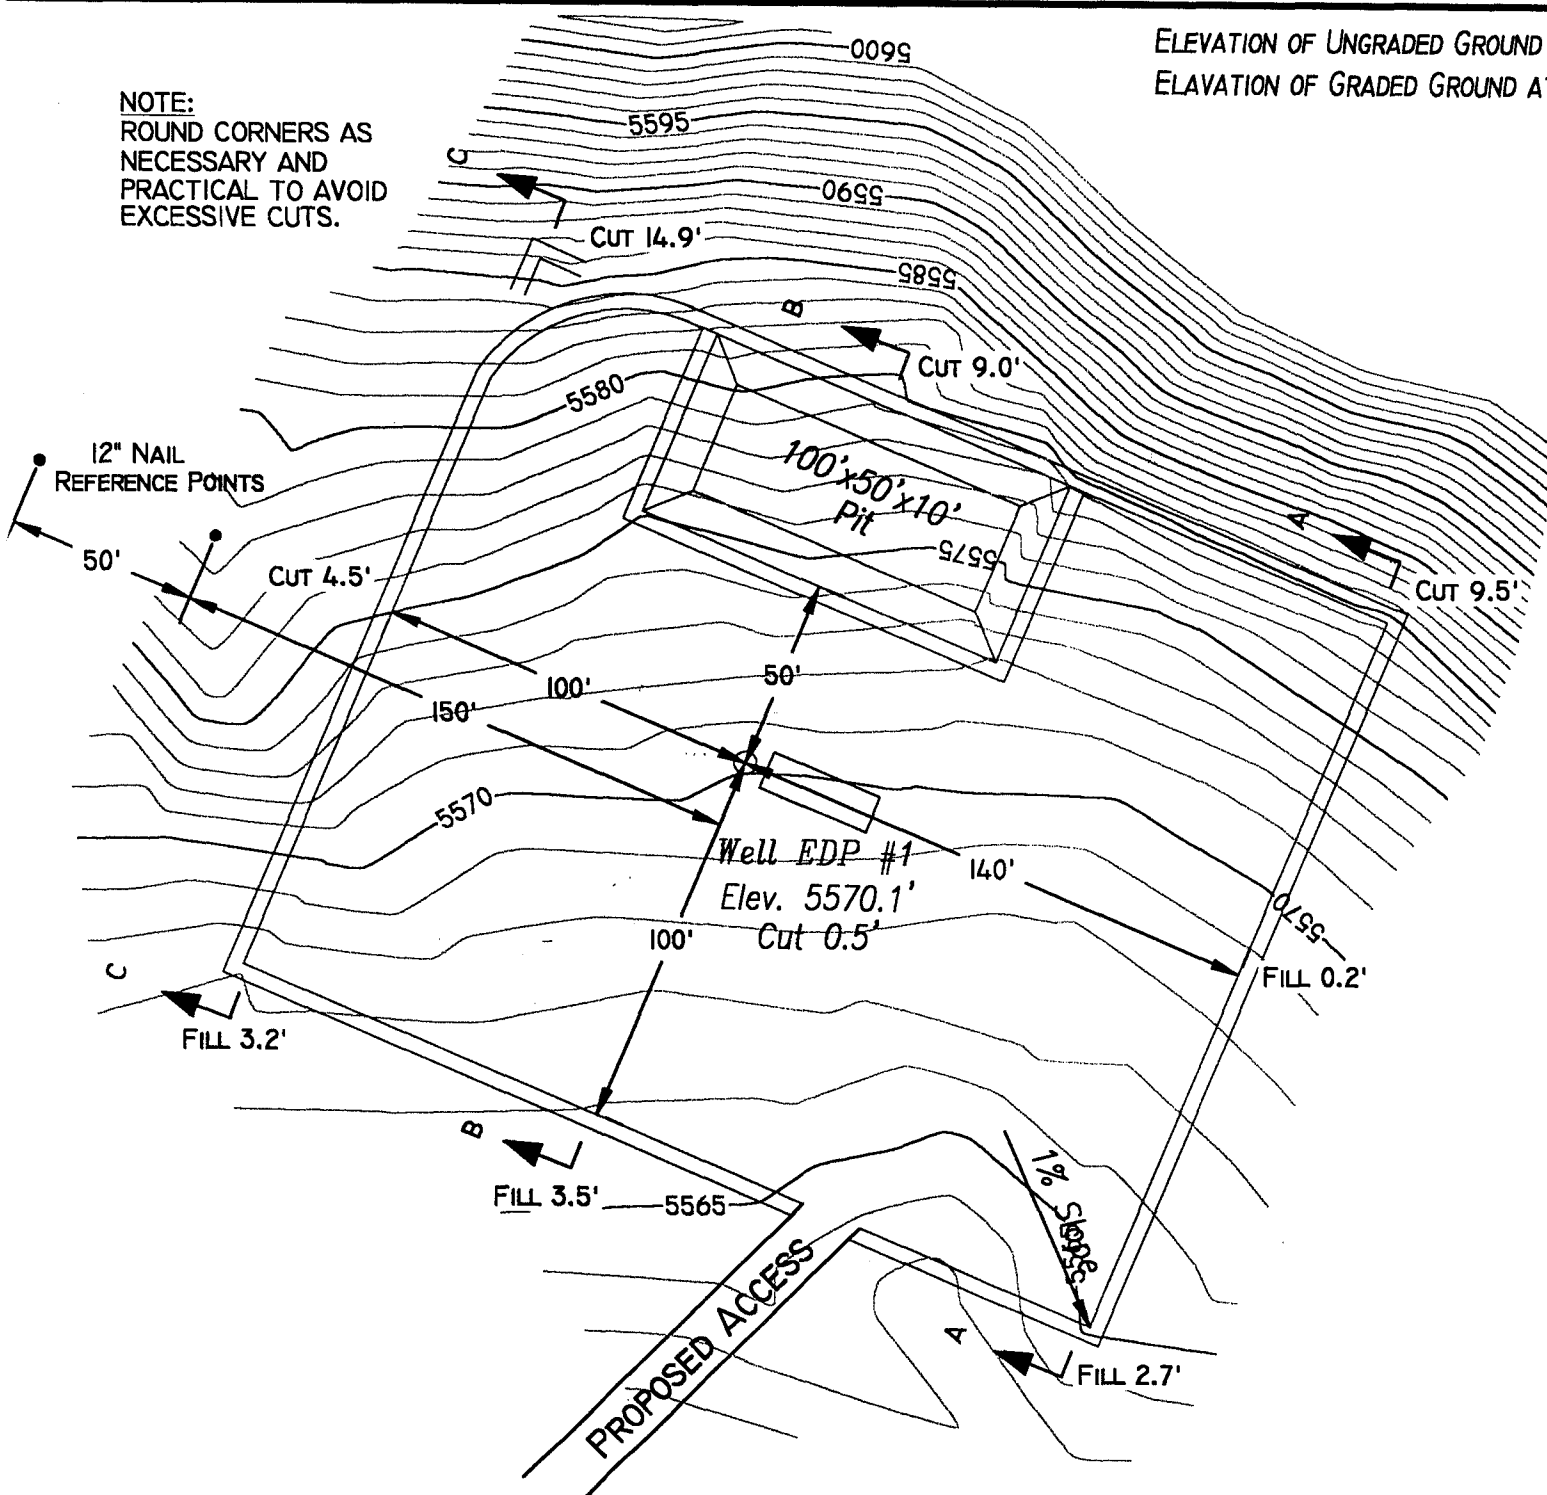 ELEVATION OF UNGRADED GROUND
ELAVATION OF GRADED GROUND AT
NOTE:
ROUND CORNERS AS
NECESSARY AND
PRACTICAL TO AVOID
EXCESSIVE CUTS.
5600
5595
C
5590
CUT 14.9'
5585
B
CUT 9.0'
5580
12" NAIL
REFERENCE POINTS
100'x50'x10'
Pit
A
50'
CUT 4.5'
5575
CUT 9.5'
50'
100'
150'
5570
Well EDP #1
Elev. 5570.1'
Cut 0.5'
140'
5570
100'
C
FILL 0.2'
FILL 3.2'
B
1% Slope
FILL 3.5'
5565
PROPOSED ACCESS
A
FILL 2.7'